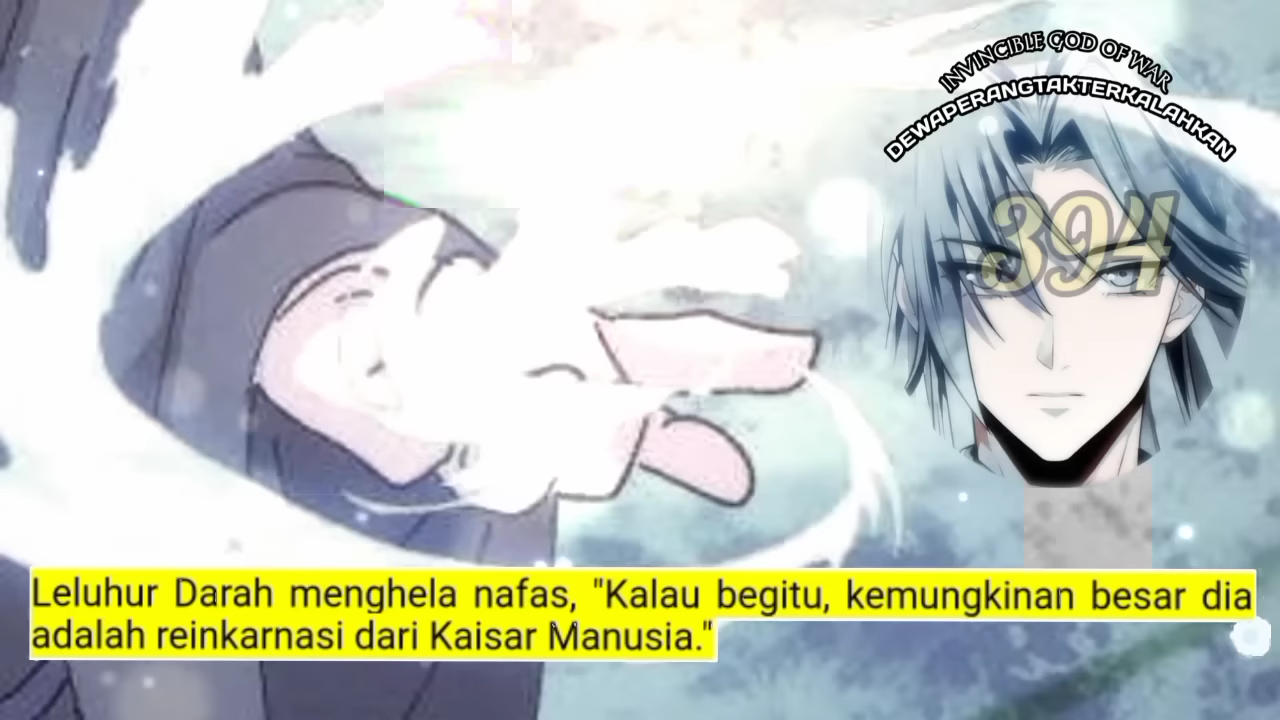 INVINCIBLE GOD OF WAR
DEWAPERANGTAKTERKALAHKAN
394
Leluhur Darah menghela nafas, "Kalau begitu, kemungkinan besar dia
adalah reinkarnasi dari Kaisar Manusia."